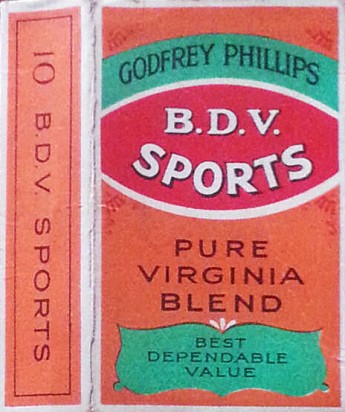 10 B.D.V. SPORTS
GODFREY PHILLIPS
B.D.V.
SPORTS
PURE
VIRGINIA
BLEND
BEST
DEPENDABLE
VALUE